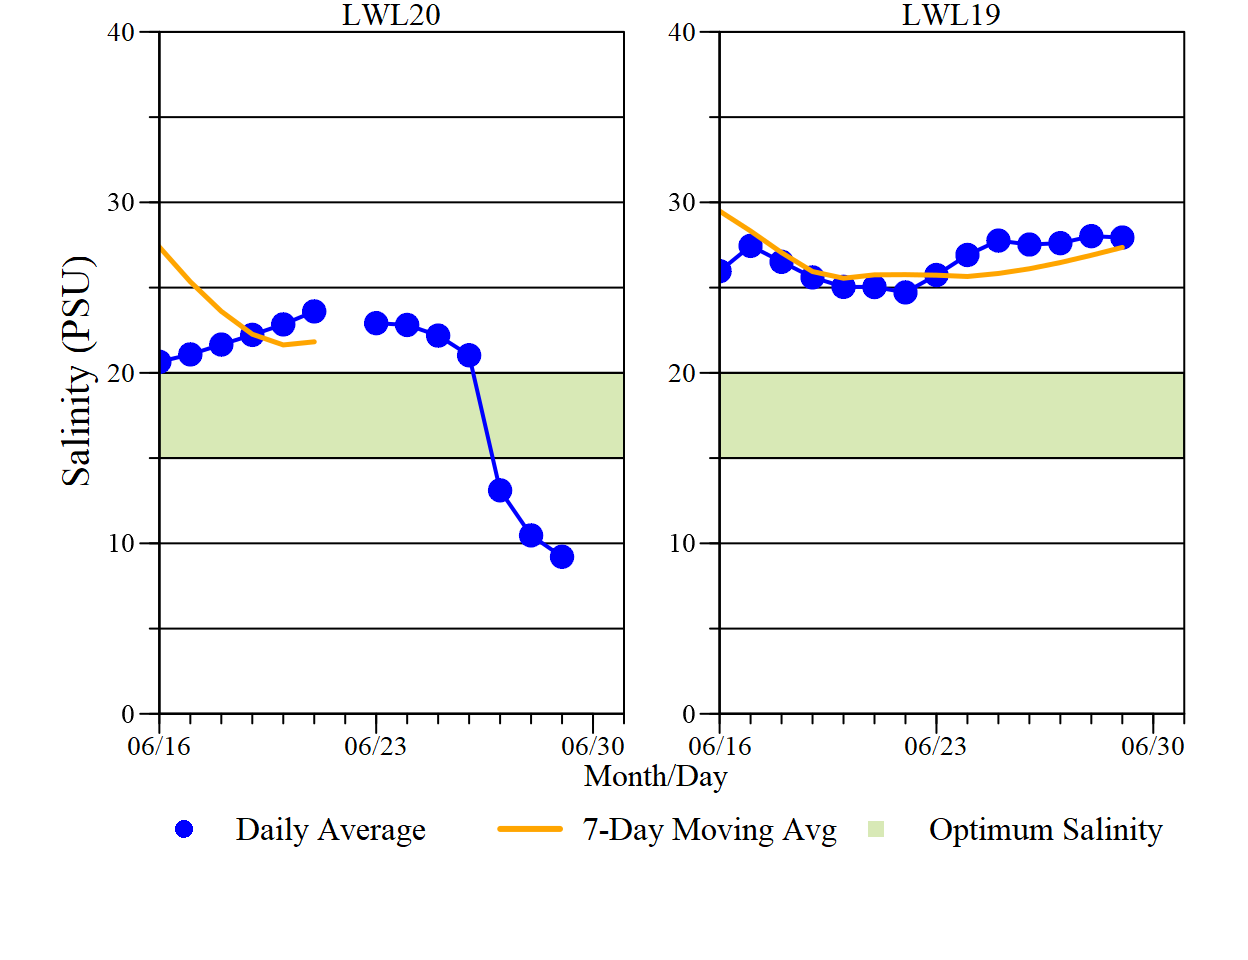 LWL20
LWL19
40
30
20
10
0
40
30
20
10
0
Salinity (PSU)
06/16
06/23
06/30
06/16
06/23
06/30
Month/Day
Daily Average
7-Day Moving Avg
Optimum Salinity